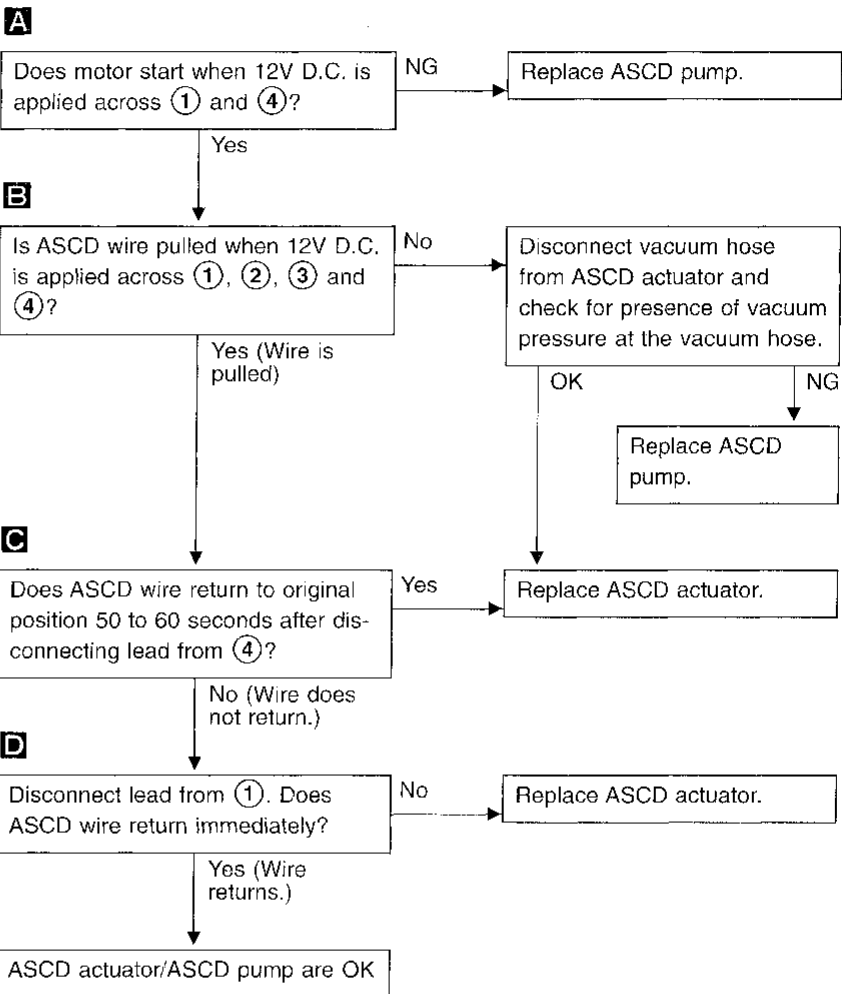 A
Does motor start when 12V D.C. is
applied across ① and ④?
NG
Replace ASCD pump.
Yes
B
Is ASCD wire pulled when 12V D.C.
is applied across ①, ②, ③ and
④?
No
Disconnect vacuum hose
from ASCD actuator and
check for presence of vacuum
pressure at the vacuum hose.
Yes (Wire is
pulled)
OK
NG
Replace ASCD
pump.
C
Does ASCD wire return to original
position 50 to 60 seconds after dis-
connecting lead from ④?
Yes
Replace ASCD actuator.
No (Wire does
not return.)
D
Disconnect lead from ①. Does
ASCD wire return immediately?
No
Replace ASCD actuator.
Yes (Wire
returns.)
ASCD actuator/ASCD pump are OK